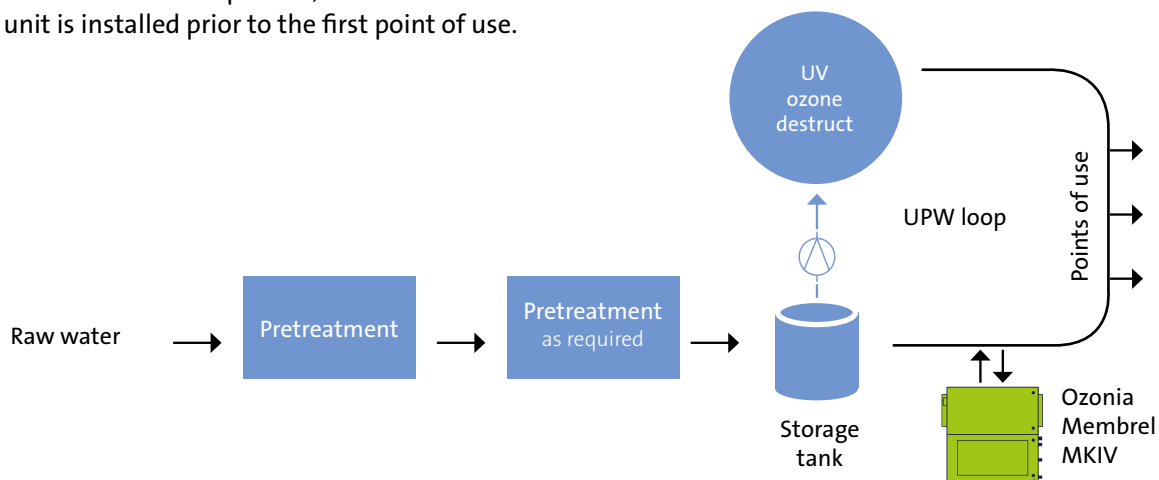 unit is installed prior to the first point of use.
UV
ozone
destruct
Points of use
UPW loop
Raw water
Pretreatment
Pretreatment
as required
Storage
tank
Ozonia
Membrel
MKIV